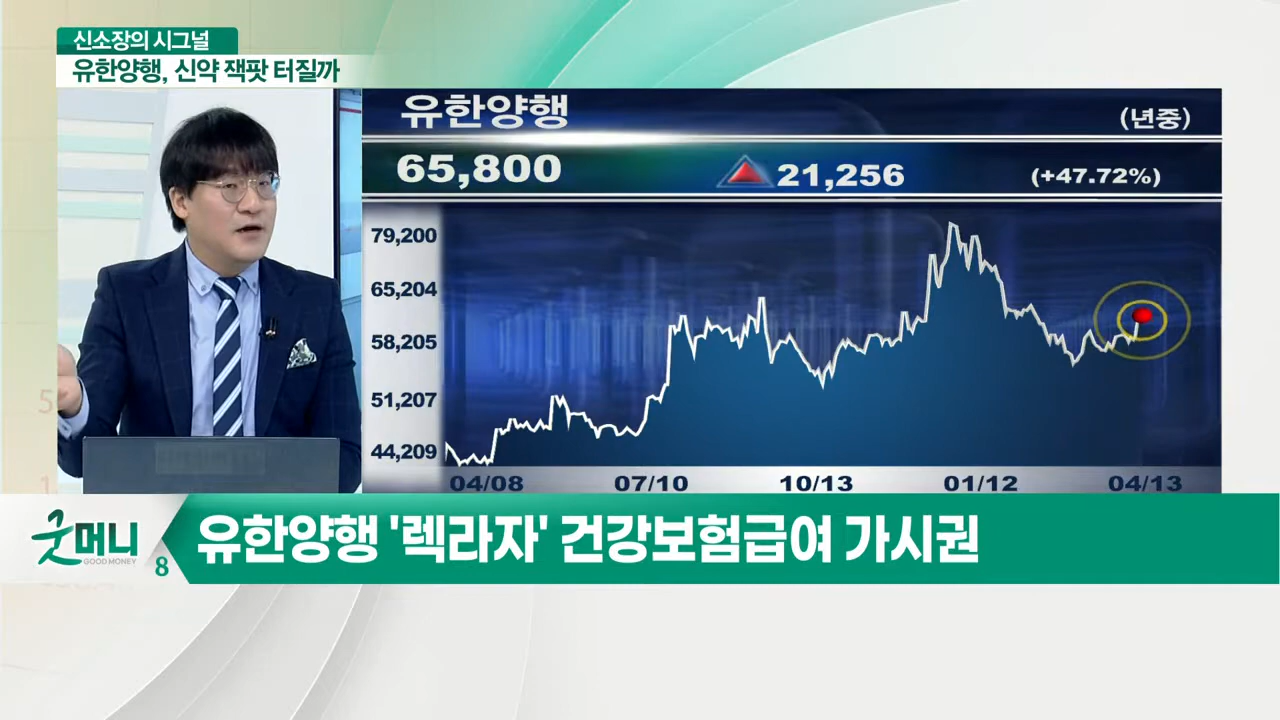 신소장의 시그널
유한양행, 신약 잭팟 터질까
유한양행 (년중)
65,800 ▲ 21,256 (+47.72%)
79,200
65,204
58,205
51,207
44,209
04/08 07/10 10/13 01/12 04/13
5
1
굿머니
GOOD MONEY
8
유한양행 '렉라자' 건강보험급여 가시권